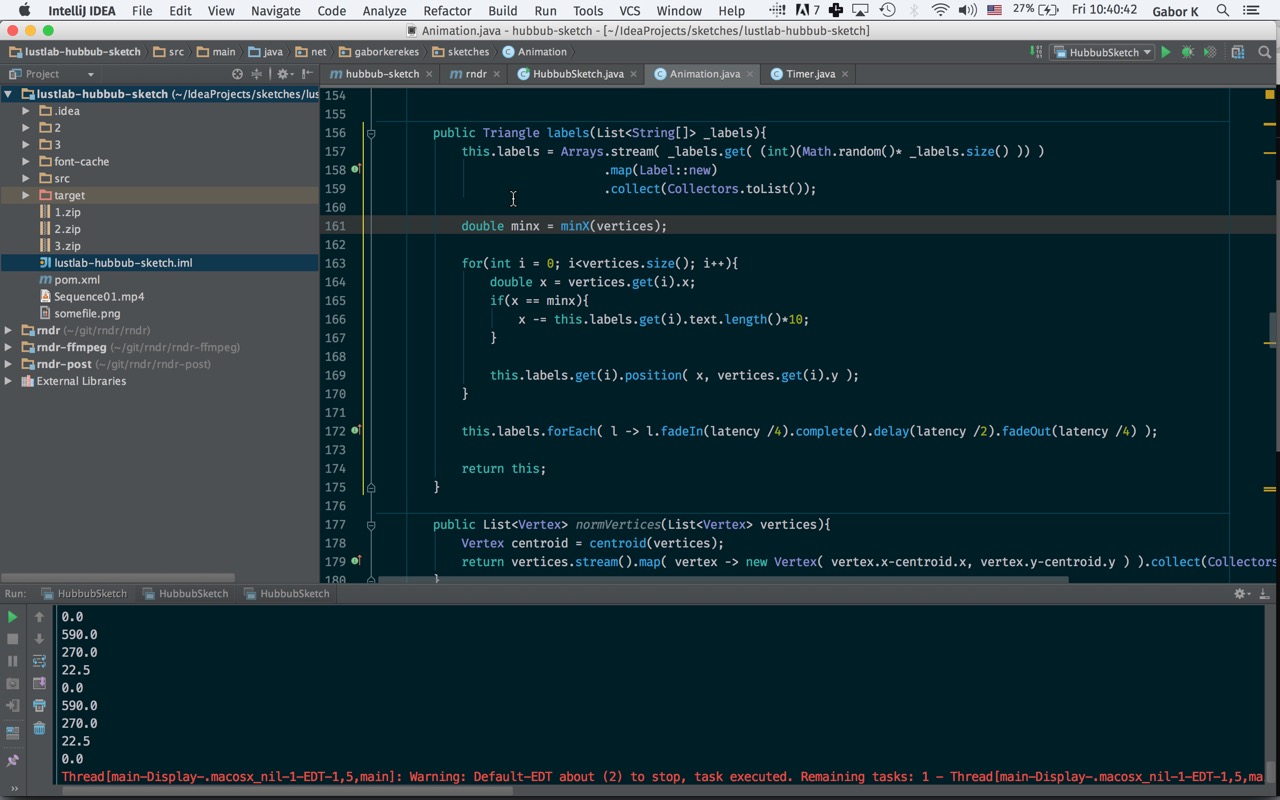 IntelliJ IDEA File Edit View Navigate Code Analyze Refactor Build Run Tools VCS Window Help 7 27% Fri 10:40:42 Gabor K
Animation.java - hubbub-sketch - [~/IdeaProjects/sketches/lustlab-hubbub-sketch]
lustlab-hubbub-sketch src main java net gaborkerekes sketches Animation HubbubSketch
Project hubbub-sketch rndr HubbubSketch.java Animation.java Timer.java
lustlab-hubbub-sketch (~/IdeaProjects/sketches/lus
.idea
2
3
font-cache
src
target
1.zip
2.zip
3.zip
lustlab-hubbub-sketch.iml
pom.xml
Sequence01.mp4
somefile.png
rndr (~/git/rndr/rndr)
rndr-ffmpeg (~/git/rndr/rndr-ffmpeg)
rndr-post (~/git/rndr/rndr-post)
External Libraries
154
155
156 public Triangle labels(List<String[]> _labels){
157 this.labels = Arrays.stream( _labels.get( (int)(Math.random()* _labels.size() )) )
158 .map(Label::new)
159 .collect(Collectors.toList());
160
161 double minx = minX(vertices);
162
163 for(int i = 0; i<vertices.size(); i++){
164 double x = vertices.get(i).x;
165 if(x == minx){
166 x -= this.labels.get(i).text.length()*10;
167 }
168
169 this.labels.get(i).position( x, vertices.get(i).y );
170 }
171
172 this.labels.forEach( l -> l.fadeIn(latency /4).complete().delay(latency /2).fadeOut(latency /4) );
173
174 return this;
175 }
176
177 public List<Vertex> normVertices(List<Vertex> vertices){
178 Vertex centroid = centroid(vertices);
179 return vertices.stream().map( vertex -> new Vertex( vertex.x-centroid.x, vertex.y-centroid.y ) ).collect(Collectors
180 }
Run: HubbubSketch HubbubSketch HubbubSketch
0.0
590.0
270.0
22.5
0.0
590.0
270.0
22.5
0.0
Thread[main-Display-.macosx_nil-1-EDT-1,5,main]: Warning: Default-EDT about (2) to stop, task executed. Remaining tasks: 1 - Thread[main-Display-.macosx_nil-1-EDT-1,5,ma